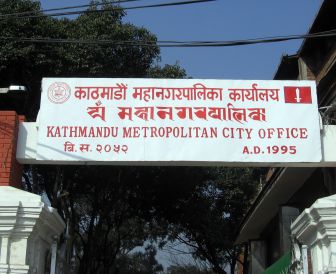 काठमाडौं महानगरपालिका कार्यालय
KATHMANDU METROPOLITAN CITY OFFICE
बि.स. २०५२ A.D.1995